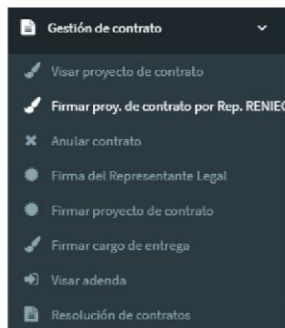 Gestión de contrato
Visar proyecto de contrato
Firmar proy. de contrato por Rep. RENIEC
Anular contrato
Firma del Representante Legal
Firmar proyecto de contrato
Firmar cargo de entrega
Visar adenda
Resolución de contratos